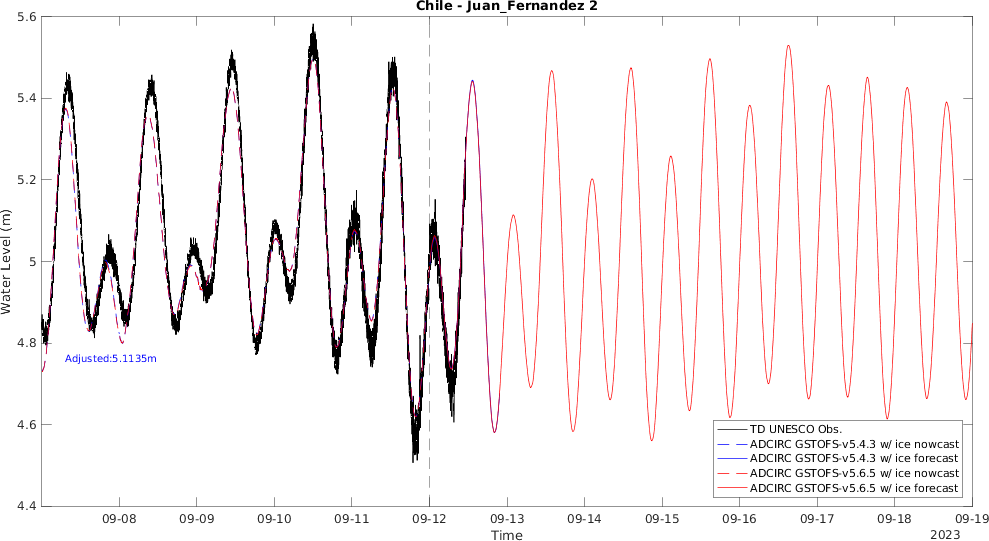 Chile - Juan_Fernandez 2
5.6
5.4
5.2
5
4.8
4.6
4.4
Water Level (m)
Adjusted:5.1135m
TD UNESCO Obs.
ADCIRC GSTOFS-v5.4.3 w/ ice nowcast
ADCIRC GSTOFS-v5.4.3 w/ ice forecast
ADCIRC GSTOFS-v5.6.5 w/ ice nowcast
ADCIRC GSTOFS-v5.6.5 w/ ice forecast
09-08 09-09 09-10 09-11 09-12 09-13 09-14 09-15 09-16 09-17 09-18 09-19
Time
2023